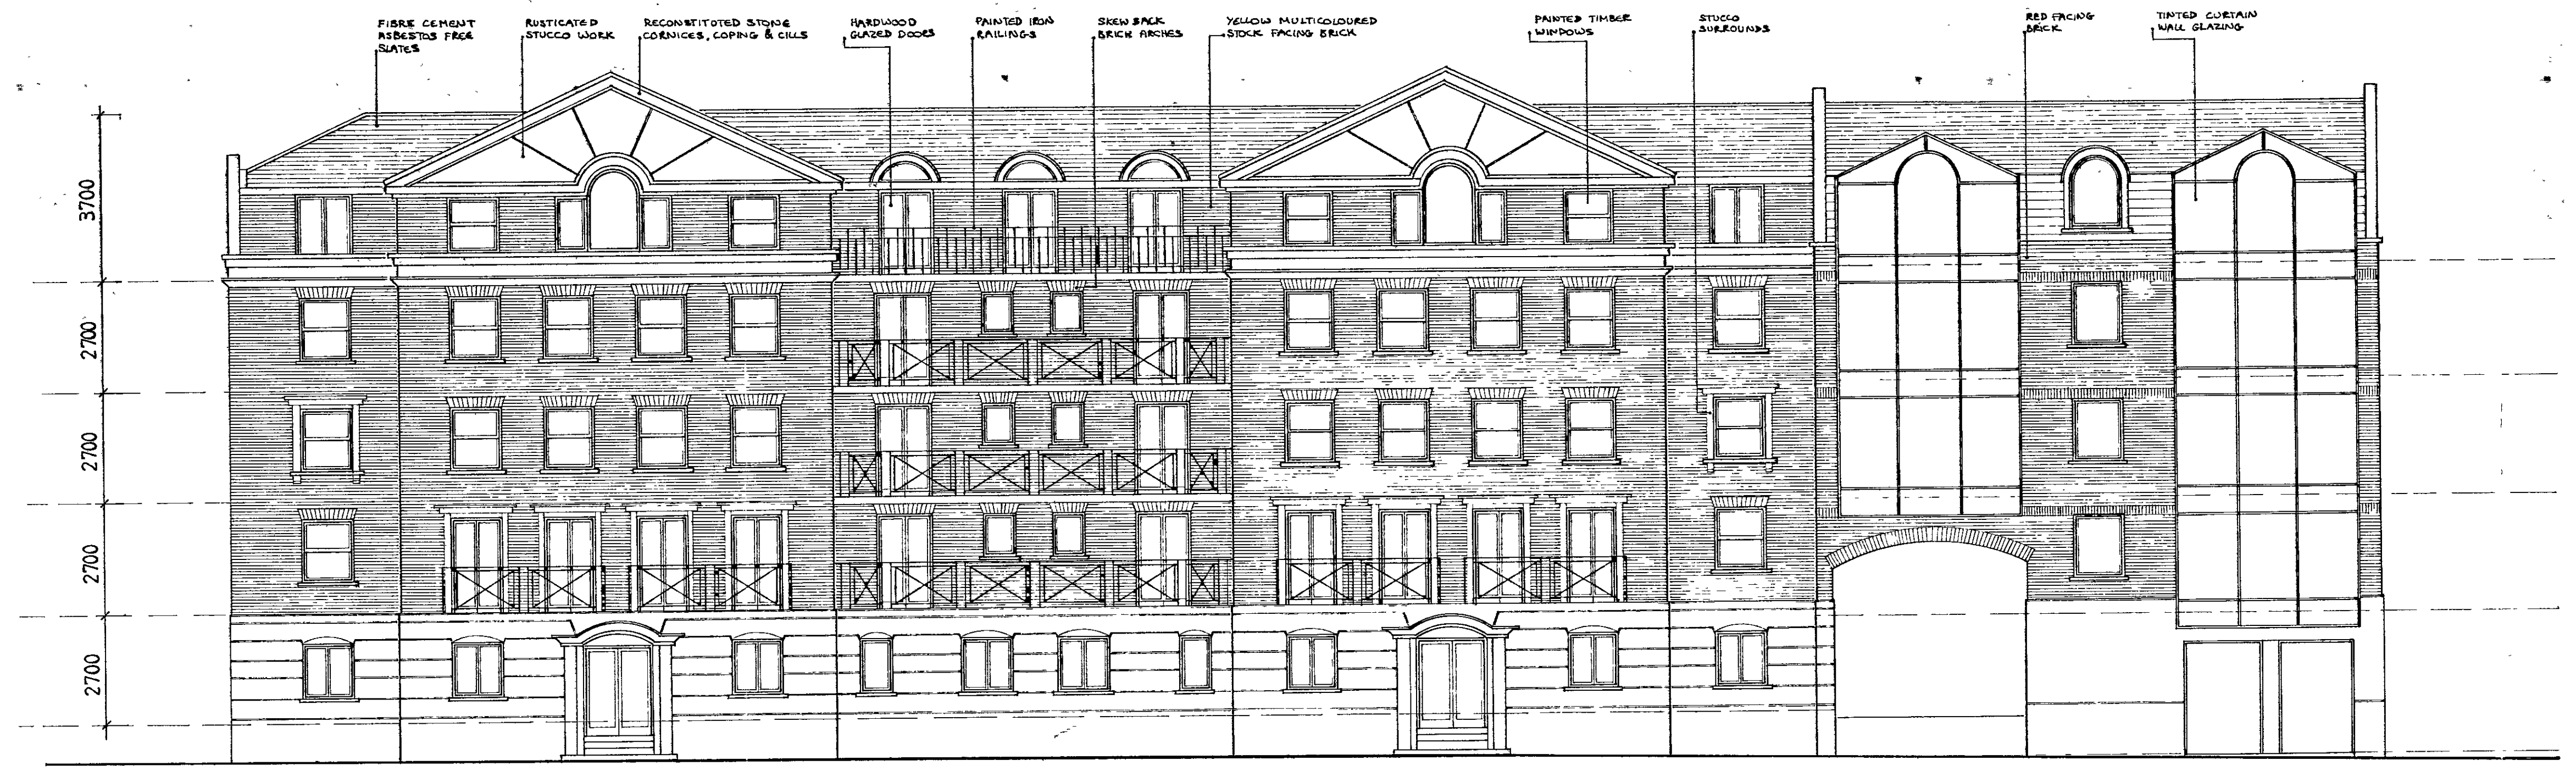 FIBRE CEMENT
ASBESTOS FREE
SLATES
RUSTICATED
STUCCO WORK
RECONSTITUTED STONE
CORNICES, COPING & CILLS
HARDWOOD
GLAZED DOORS
PAINTED IRON
RAILINGS
SKEW BACK
BRICK ARCHES
YELLOW MULTICOLOURED
STOCK FACING BRICK
PAINTED TIMBER
WINDOWS
STUCCO
SURROUNDS
RED FACING
BRICK
TINTED CURTAIN
WALL GLAZING
3700
2700
2700
2700
2700